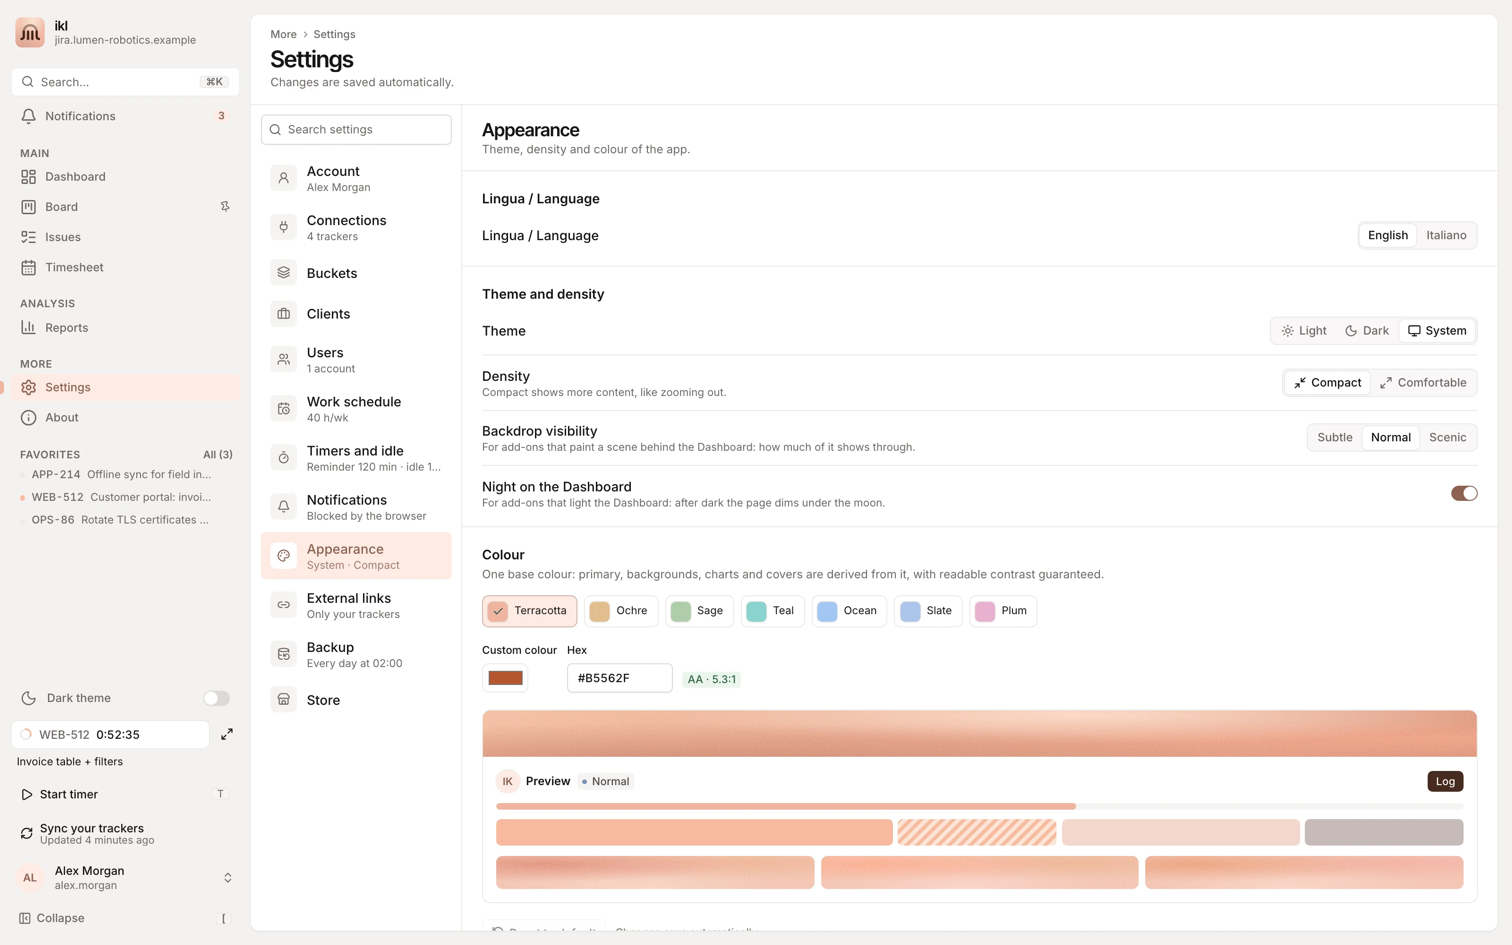 ikl
jira.lumen-robotics.example
Search...
⌘K
Notifications
3
MAIN
Dashboard
Board
Issues
Timesheet
ANALYSIS
Reports
MORE
Settings
About
FAVORITES
All (3)
APP-214 Offline sync for field in...
WEB-512 Customer portal: invoi...
OPS-86 Rotate TLS certificates ...
Dark theme
WEB-512 0:52:35
Invoice table + filters
Start timer
T
Sync your trackers
Updated 4 minutes ago
AL
Alex Morgan
alex.morgan
Collapse
[
More > Settings
Settings
Changes are saved automatically.
Search settings
Account
Alex Morgan
Connections
4 trackers
Buckets
Clients
Users
1 account
Work schedule
40 h/wk
Timers and idle
Reminder 120 min · idle 1...
Notifications
Blocked by the browser
Appearance
System · Compact
External links
Only your trackers
Backup
Every day at 02:00
Store
Appearance
Theme, density and colour of the app.
Lingua / Language
Lingua / Language
English
Italiano
Theme and density
Theme
Light
Dark
System
Density
Compact shows more content, like zooming out.
Compact
Comfortable
Backdrop visibility
For add-ons that paint a scene behind the Dashboard: how much of it shows through.
Subtle
Normal
Scenic
Night on the Dashboard
For add-ons that light the Dashboard: after dark the page dims under the moon.
Colour
One base colour: primary, backgrounds, charts and covers are derived from it, with readable contrast guaranteed.
Terracotta
Ochre
Sage
Teal
Ocean
Slate
Plum
Custom colour
Hex
#B5562F
AA · 5.3:1
IK
Preview
Normal
Log